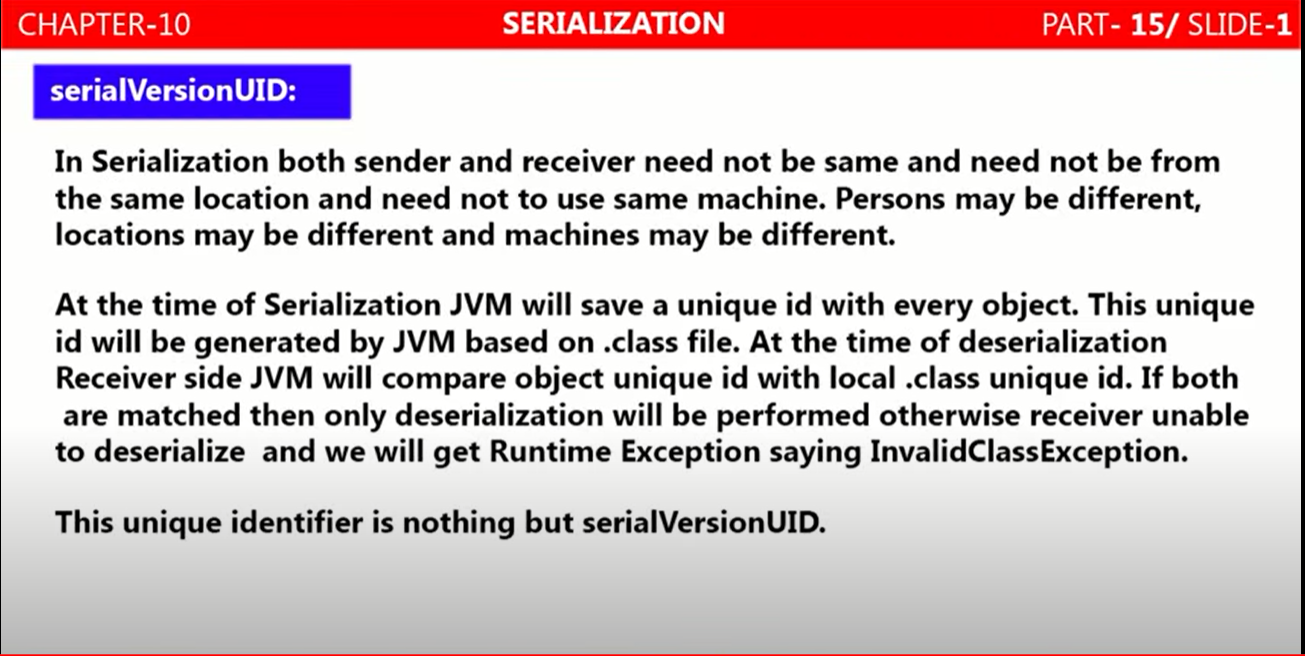 CHAPTER-10 SERIALIZATION PART- 15/ SLIDE-1
serialVersionUID:
In Serialization both sender and receiver need not be same and need not be from
the same location and need not to use same machine. Persons may be different,
locations may be different and machines may be different.
At the time of Serialization JVM will save a unique id with every object. This unique
id will be generated by JVM based on .class file. At the time of deserialization
Receiver side JVM will compare object unique id with local .class unique id. If both
are matched then only deserialization will be performed otherwise receiver unable
to deserialize and we will get Runtime Exception saying InvalidClassException.
This unique identifier is nothing but serialVersionUID.